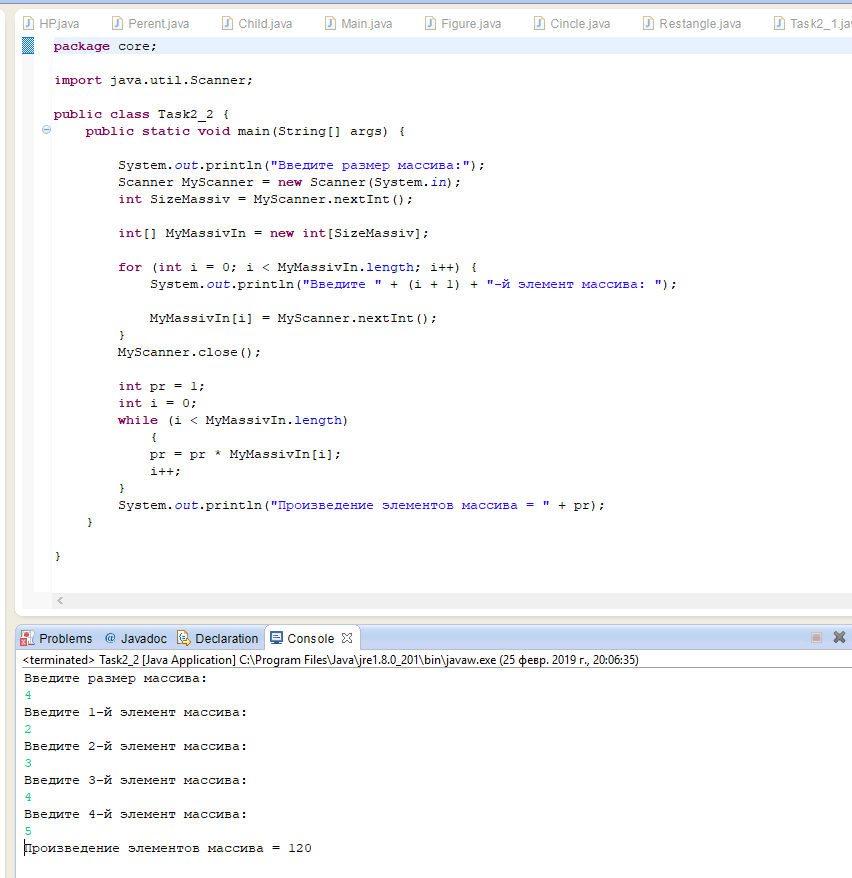 HP.java Perent.java Child.java Main.java Figure.java Cincle.java Restangle.java Task2_1.jav
package core;
import java.util.Scanner;
public class Task2_2 {
public static void main(String[] args) {
System.out.println("Введите размер массива:");
Scanner MyScanner = new Scanner(System.in);
int SizeMassiv = MyScanner.nextInt();
int[] MyMassivIn = new int[SizeMassiv];
for (int i = 0; i < MyMassivIn.length; i++) {
System.out.println("Введите " + (i + 1) + "-й элемент массива: ");
MyMassivIn[i] = MyScanner.nextInt();
}
MyScanner.close();
int pr = 1;
int i = 0;
while (i < MyMassivIn.length)
{
pr = pr * MyMassivIn[i];
i++;
}
System.out.println("Произведение элементов массива = " + pr);
}
}
Problems @ Javadoc Declaration Console
<terminated> Task2_2 [Java Application] C:\Program Files\Java\jre1.8.0_201\bin\javaw.exe (25 февр. 2019 г., 20:06:35)
Введите размер массива:
4
Введите 1-й элемент массива:
2
Введите 2-й элемент массива:
3
Введите 3-й элемент массива:
4
Введите 4-й элемент массива:
5
Произведение элементов массива = 120